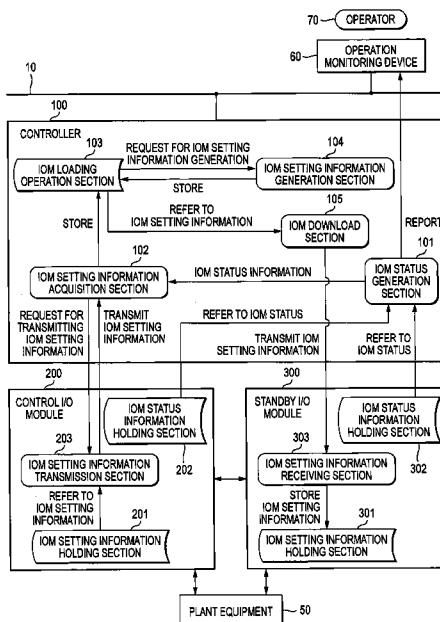 70
OPERATOR
60
OPERATION
MONITORING DEVICE
10
100
CONTROLLER
103
IOM LOADING
OPERATION SECTION
REQUEST FOR IOM SETTING
INFORMATION GENERATION
STORE
104
IOM SETTING INFORMATION
GENERATION SECTION
REFER TO
IOM SETTING INFORMATION
105
IOM DOWNLOAD
SECTION
STORE
REPORT
102
IOM SETTING INFORMATION
ACQUISITION SECTION
IOM STATUS INFORMATION
101
IOM STATUS
GENERATION
SECTION
REQUEST FOR
TRANSMITTING
IOM SETTING
INFORMATION
TRANSMIT
IOM SETTING
INFORMATION
REFER TO IOM STATUS
TRANSMIT IOM
SETTING INFORMATION
REFER TO
IOM STATUS
200
CONTROL I/O
MODULE
IOM STATUS
INFORMATION
HOLDING SECTION
202
203
IOM SETTING INFORMATION
TRANSMISSION SECTION
REFER TO
IOM SETTING
INFORMATION
201
IOM SETTING INFORMATION
HOLDING SECTION
300
STANDBY I/O
MODULE
IOM STATUS
INFORMATION
HOLDING SECTION
302
303
IOM SETTING INFORMATION
RECEIVING SECTION
STORE
IOM SETTING
INFORMATION
301
IOM SETTING INFORMATION
HOLDING SECTION
PLANT EQUIPMENT
50